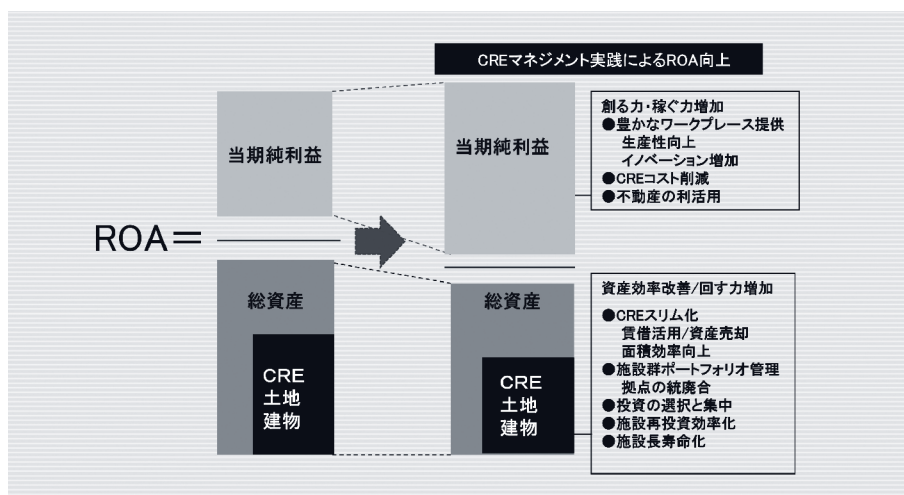 CREマネジメント実践によるROA向上
ROA＝
当期純利益
総資産
CRE
土地
建物
当期純利益
総資産
CRE
土地
建物
創る力・稼ぐ力増加
●豊かなワークプレース提供
生産性向上
イノベーション増加
●CREコスト削減
●不動産の利活用
資産効率改善/回す力増加
●CREスリム化
賃借活用/資産売却
面積効率向上
●施設群ポートフォリオ管理
拠点の統廃合
●投資の選択と集中
●施設再投資効率化
●施設長寿命化